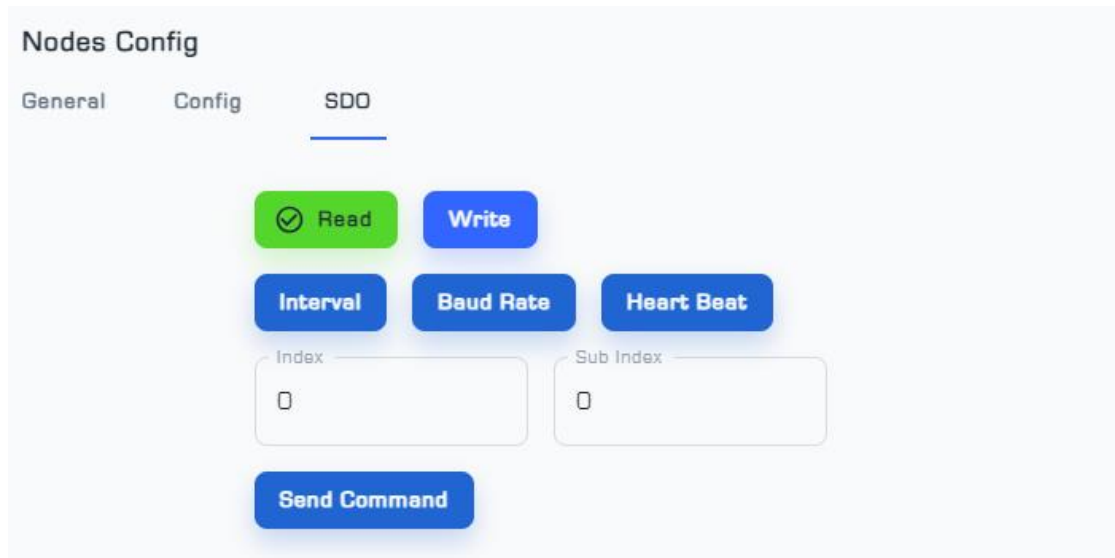 Nodes Config
General Config SDO
Read Write
Interval Baud Rate Heart Beat
Index Sub Index
0 0
Send Command